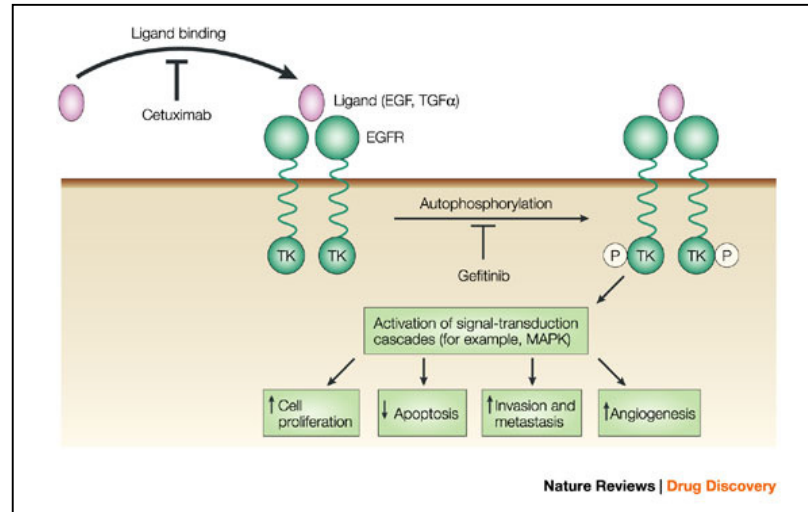 Ligand binding
Cetuximab
Ligand (EGF, TGFα)
EGFR
Autophosphorylation
Gefitinib
TK
TK
P
TK
TK
P
Activation of signal-transduction
cascades (for example, MAPK)
↑ Cell
proliferation
↓ Apoptosis
↑ Invasion and
metastasis
↑ Angiogenesis
Nature Reviews | Drug Discovery